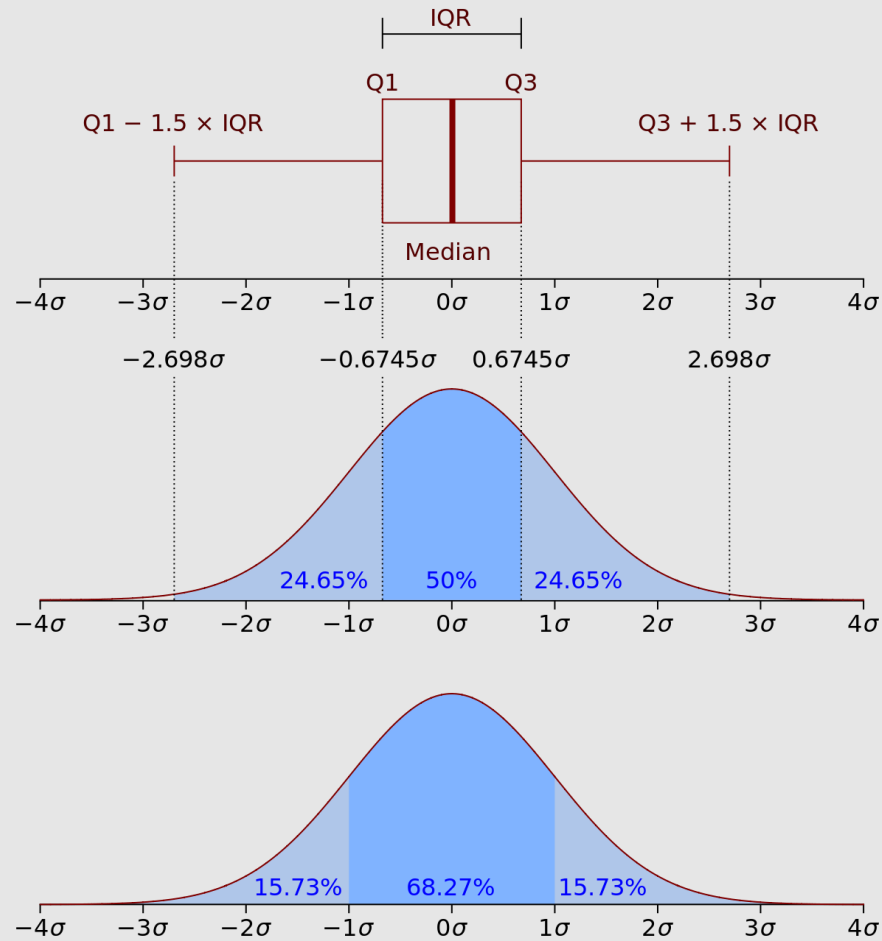 IQR
Q1 Q3
Q1 − 1.5 × IQR Q3 + 1.5 × IQR
Median
−4σ −3σ −2σ −1σ 0σ 1σ 2σ 3σ 4σ
−2.698σ −0.6745σ 0.6745σ 2.698σ
24.65% 50% 24.65%
−4σ −3σ −2σ −1σ 0σ 1σ 2σ 3σ 4σ
15.73% 68.27% 15.73%
−4σ −3σ −2σ −1σ 0σ 1σ 2σ 3σ 4σ